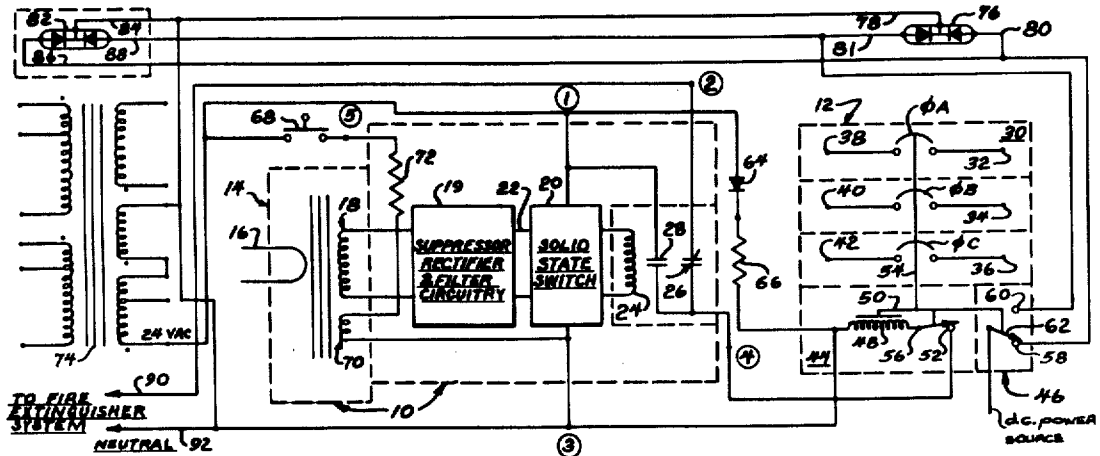 82
84
86
88
78
76
80
81
②
①
68
⑤
12
ΦA
38
30
32
64
72
14
19
22
20
16
18
SUPPRESSOR
RECTIFIER
& FILTER
CIRCUITRY
SOLID
STATE
SWITCH
28
26
24
40
ΦB
34
42
ΦC
54
36
66
50
60
62
48
44
56
52
58
70
④
74
24 VAC
10
46
90
TO FIRE
EXTINGUISHER
SYSTEM
NEUTRAL
92
③
d.c. POWER
SOURCE